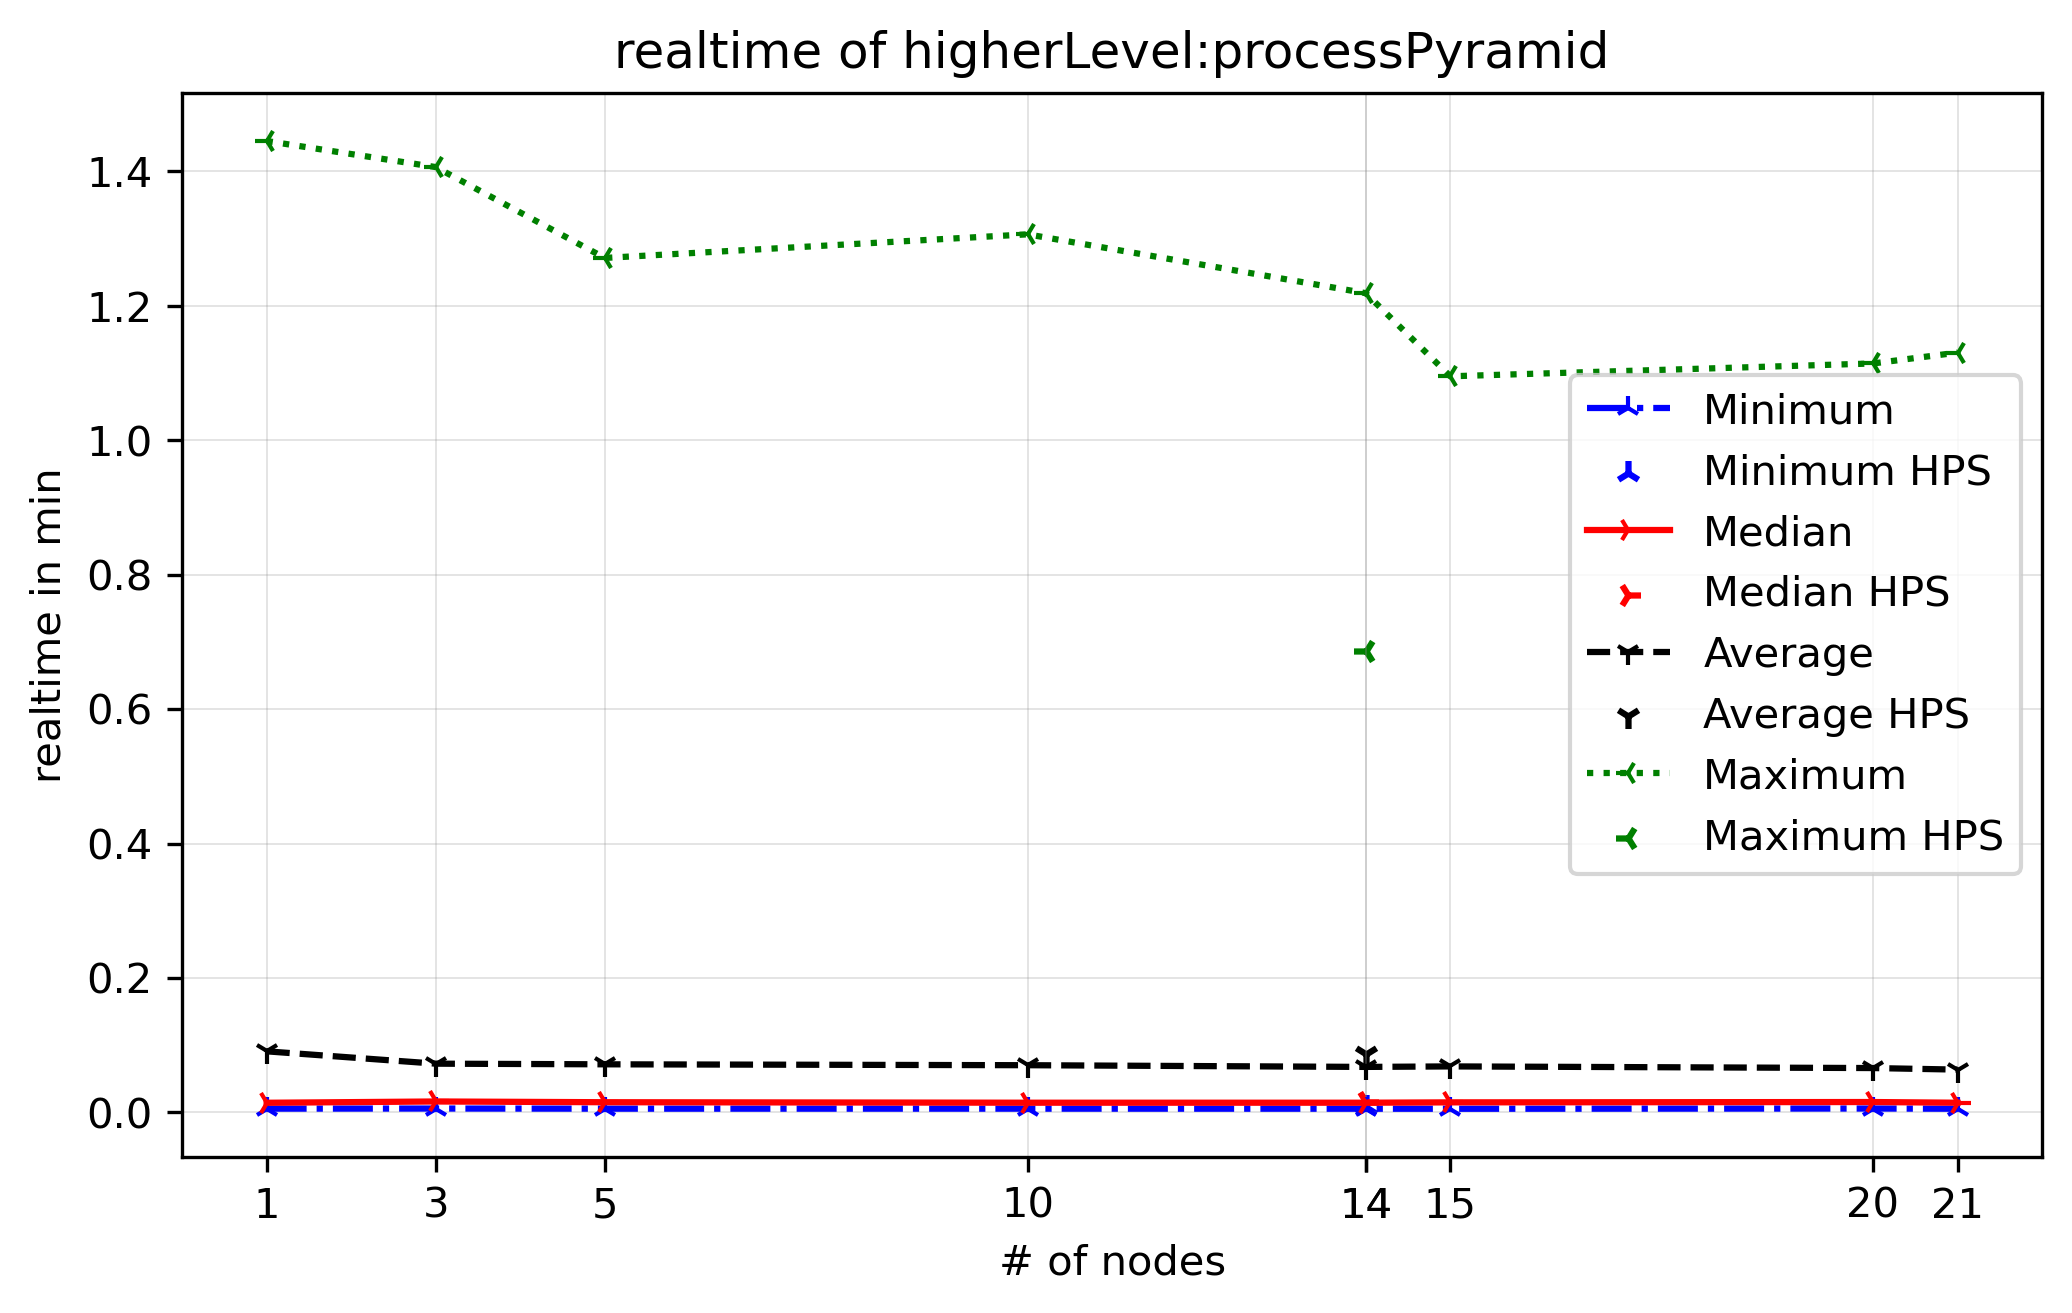 realtime of higherLevel:processPyramid
realtime in min
1.4
1.2
1.0
0.8
0.6
0.4
0.2
0.0
Minimum
Minimum HPS
Median
Median HPS
Average
Average HPS
Maximum
Maximum HPS
1 3 5 10 14 15 20 21
# of nodes